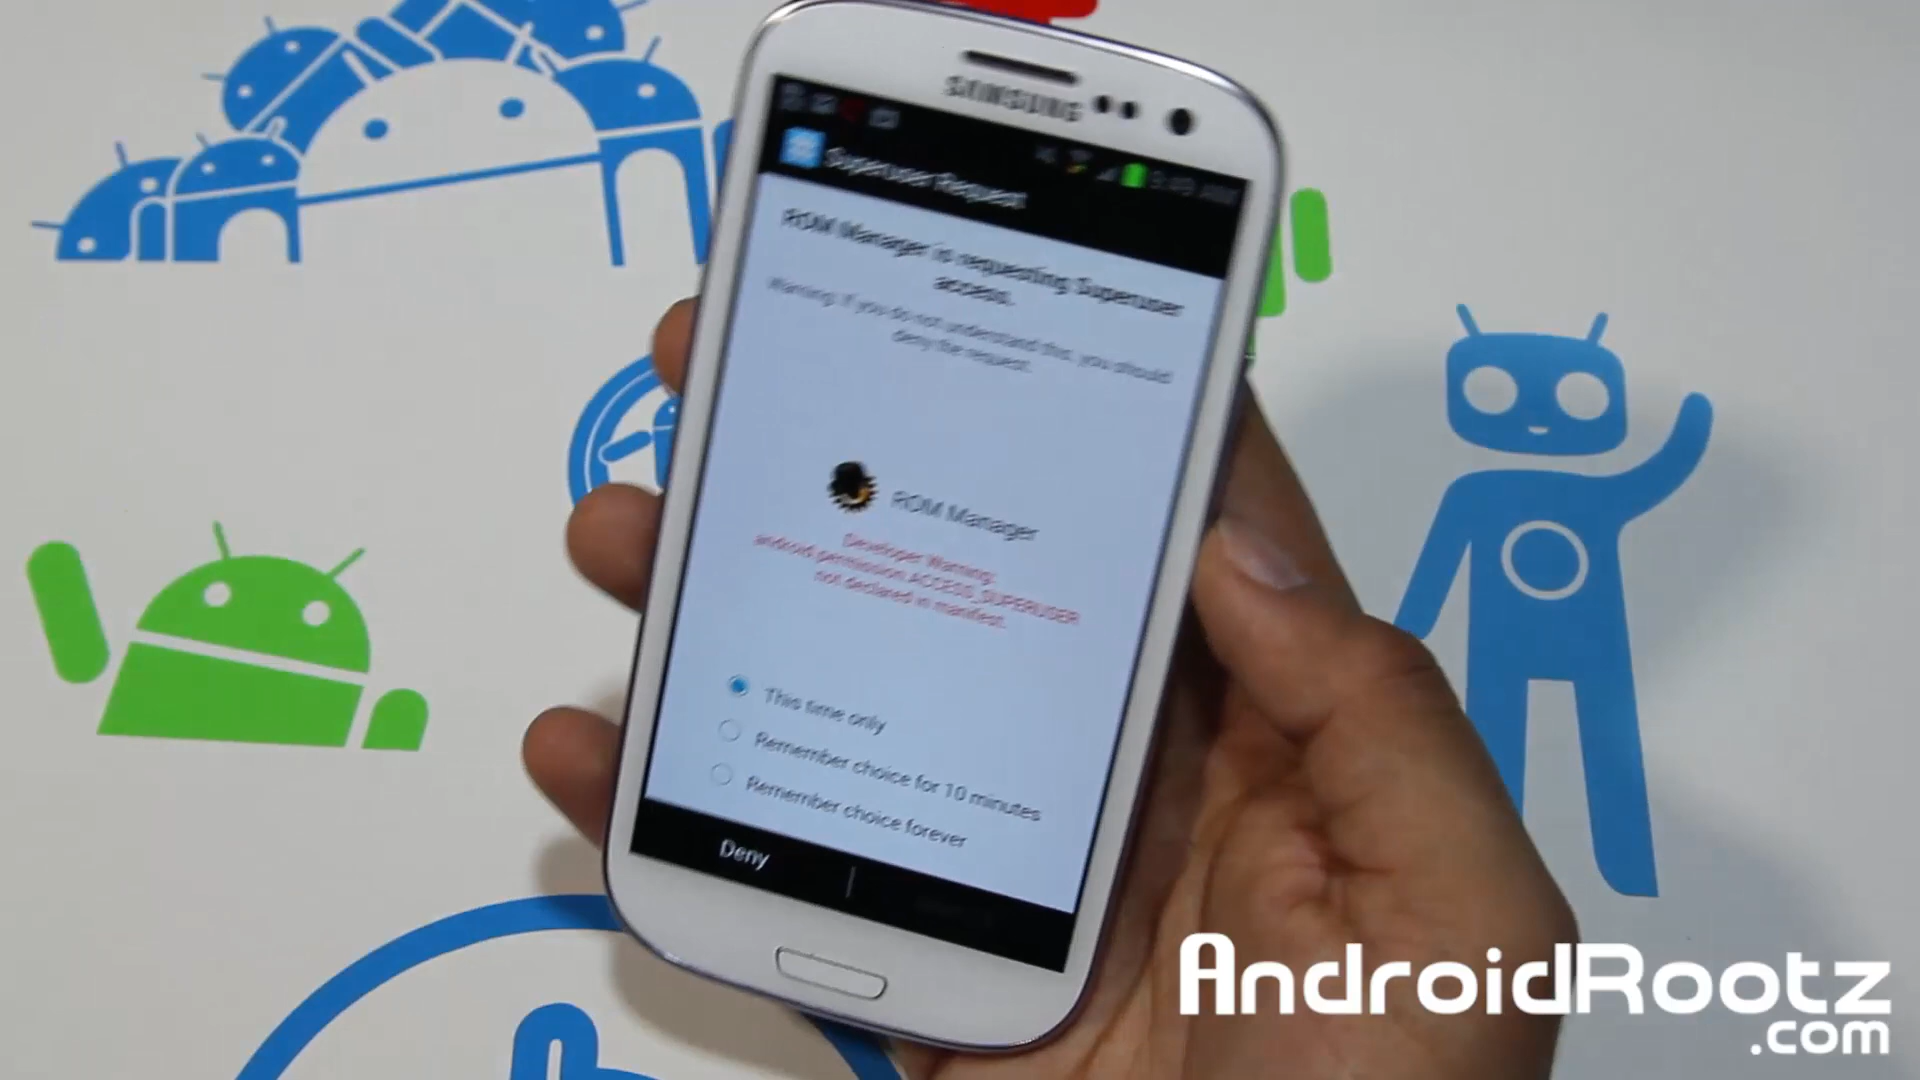 SAMSUNG
Superuser Request
ROM Manager is requesting Superuser
access.
Warning: If you do not understand this, you should
deny the request.
ROM Manager
Developer Warning:
android.permission.ACCESS_SUPERUSER
not declared in manifest.
This time only
Remember choice for 10 minutes
Remember choice forever
Deny
AndroidRootz
.com